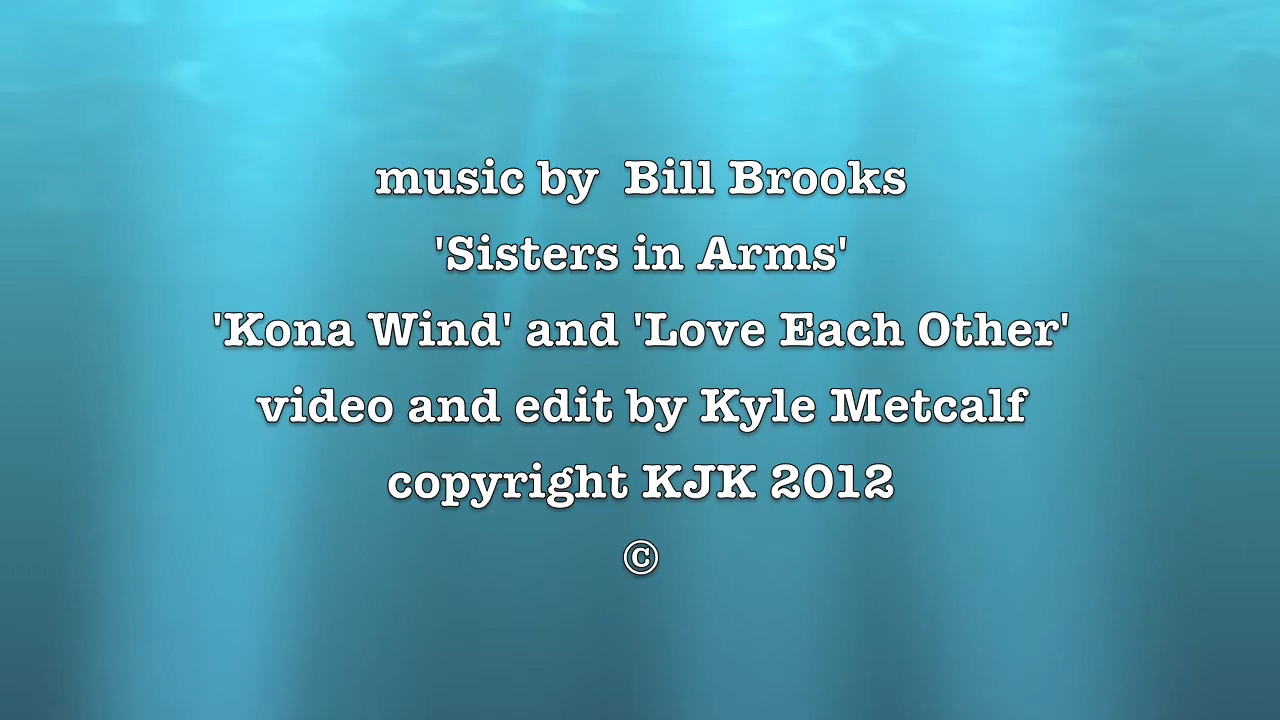 music by  Bill Brooks
'Sisters in Arms'
'Kona Wind' and 'Love Each Other'
video and edit by Kyle Metcalf
copyright KJK 2012
©